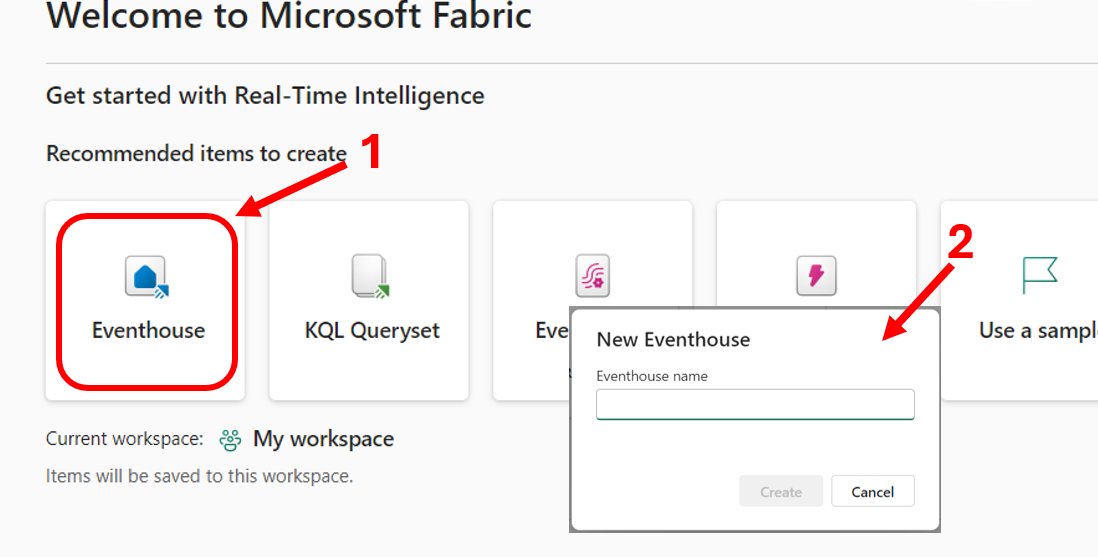 Welcome to Microsoft Fabric
Get started with Real-Time Intelligence
Recommended items to create
1
2
Eventhouse
KQL Queryset
Eve
Use a sampl
New Eventhouse
Eventhouse name
Create
Cancel
Current workspace: My workspace
Items will be saved to this workspace.